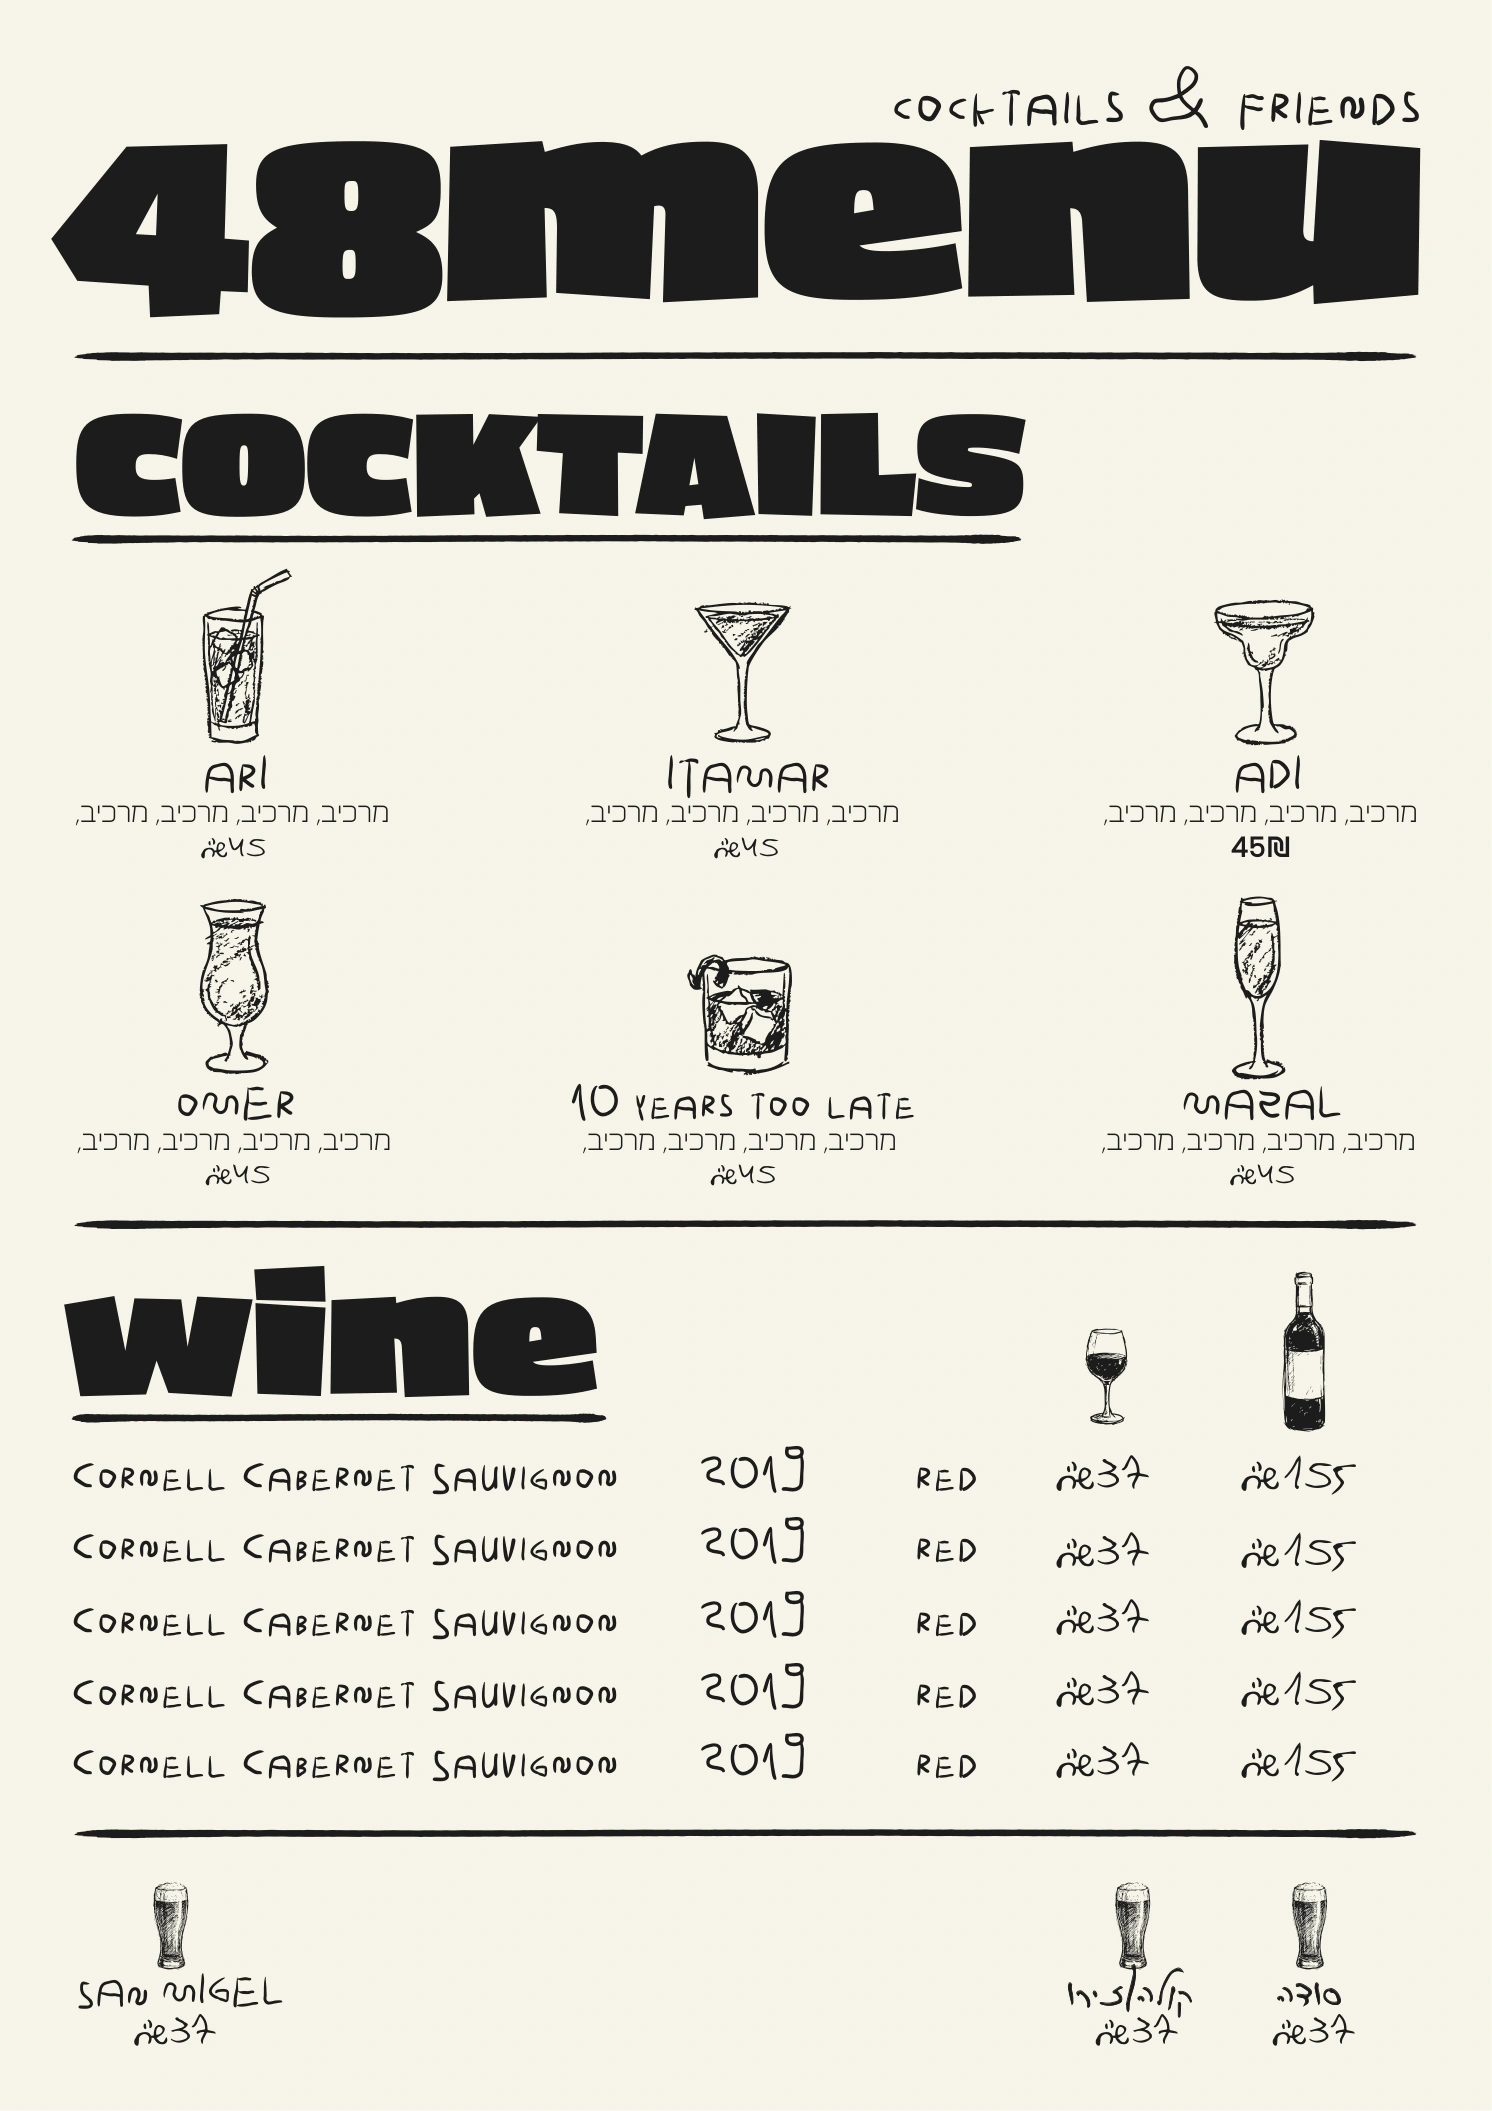 COCKTAILS & FRIENDS
48menu
COCKTAILS
ARI
מרכיב, מרכיב, מרכיב, מרכיב,
45ש״ח
ITAMAR
מרכיב, מרכיב, מרכיב, מרכיב,
45ש״ח
ADI
מרכיב, מרכיב, מרכיב, מרכיב,
45₪
OMER
מרכיב, מרכיב, מרכיב, מרכיב,
45ש״ח
10 YEARS TOO LATE
מרכיב, מרכיב, מרכיב, מרכיב,
45ש״ח
MAZAL
מרכיב, מרכיב, מרכיב, מרכיב,
45ש״ח
wine
CORNELL CABERNET SAUVIGNON 2019 RED 37ש״ח 155ש״ח
CORNELL CABERNET SAUVIGNON 2019 RED 37ש״ח 155ש״ח
CORNELL CABERNET SAUVIGNON 2019 RED 37ש״ח 155ש״ח
CORNELL CABERNET SAUVIGNON 2019 RED 37ש״ח 155ש״ח
CORNELL CABERNET SAUVIGNON 2019 RED 37ש״ח 155ש״ח
SAN MIGEL
37ש״ח
קולה/זירו
37ש״ח
סודה
37ש״ח